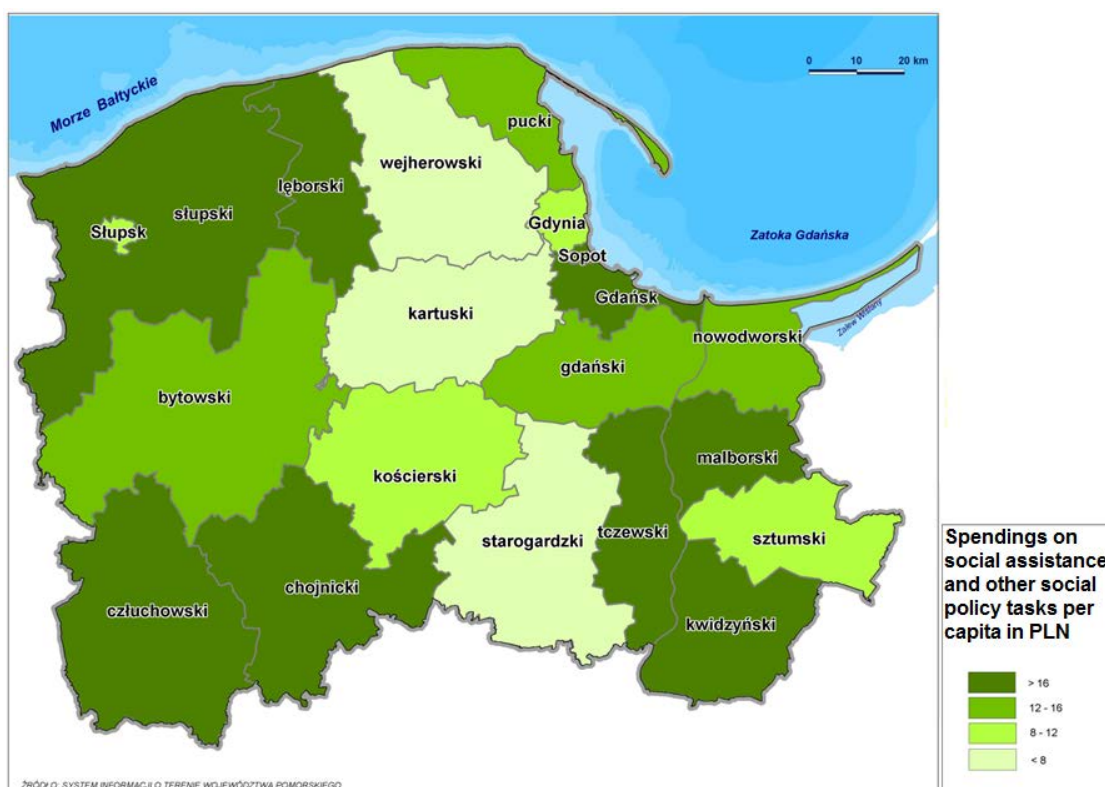 0 10 20 km
Morze Bałtyckie
pucki
wejherowski
lęborski
słupski
Słupsk
Gdynia
Zatoka Gdańska
Sopot
Gdańsk
kartuski
nowodworski
Zalew Wiślany
gdański
bytowski
malborski
kościerski
starogardzki
tczewski
sztumski
chojnicki
człuchowski
kwidzyński
Spendings on
social assistance
and other social
policy tasks per
capita in PLN
> 16
12 - 16
8 - 12
< 8
ŹRÓDŁO: SYSTEM INFORMACJI O TERENIE WOJEWÓDZTWA POMORSKIEGO